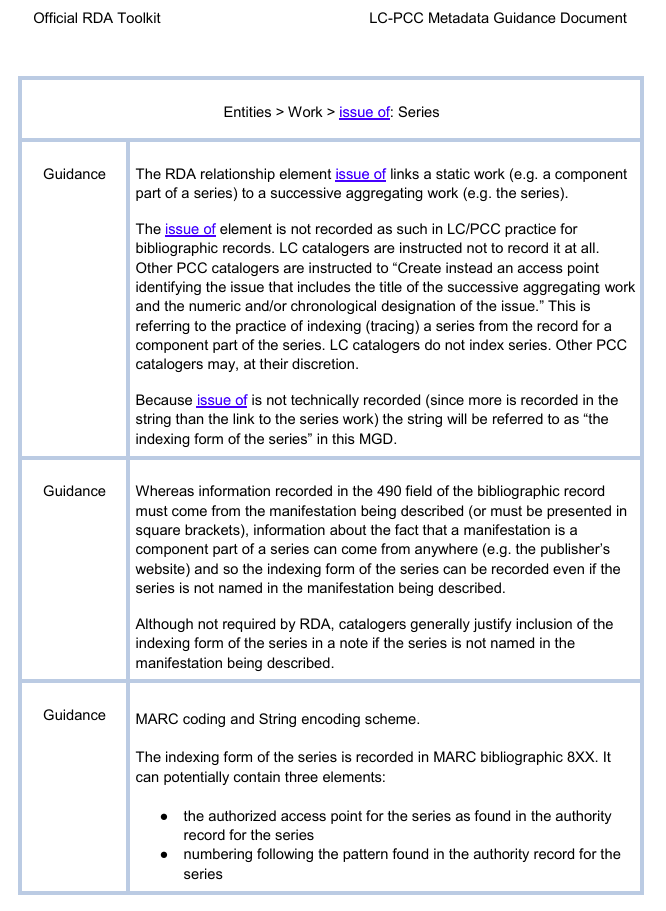 Official RDA Toolkit
LC-PCC Metadata Guidance Document
Entities > Work > issue of: Series
Guidance
The RDA relationship element issue of links a static work (e.g. a component
part of a series) to a successive aggregating work (e.g. the series).
The issue of element is not recorded as such in LC/PCC practice for
bibliographic records. LC catalogers are instructed not to record it at all.
Other PCC catalogers are instructed to “Create instead an access point
identifying the issue that includes the title of the successive aggregating work
and the numeric and/or chronological designation of the issue.” This is
referring to the practice of indexing (tracing) a series from the record for a
component part of the series. LC catalogers do not index series. Other PCC
catalogers may, at their discretion.
Because issue of is not technically recorded (since more is recorded in the
string than the link to the series work) the string will be referred to as “the
indexing form of the series” in this MGD.
Guidance
Whereas information recorded in the 490 field of the bibliographic record
must come from the manifestation being described (or must be presented in
square brackets), information about the fact that a manifestation is a
component part of a series can come from anywhere (e.g. the publisher’s
website) and so the indexing form of the series can be recorded even if the
series is not named in the manifestation being described.
Although not required by RDA, catalogers generally justify inclusion of the
indexing form of the series in a note if the series is not named in the
manifestation being described.
Guidance
MARC coding and String encoding scheme.
The indexing form of the series is recorded in MARC bibliographic 8XX. It
can potentially contain three elements:
● the authorized access point for the series as found in the authority
record for the series
● numbering following the pattern found in the authority record for the
series